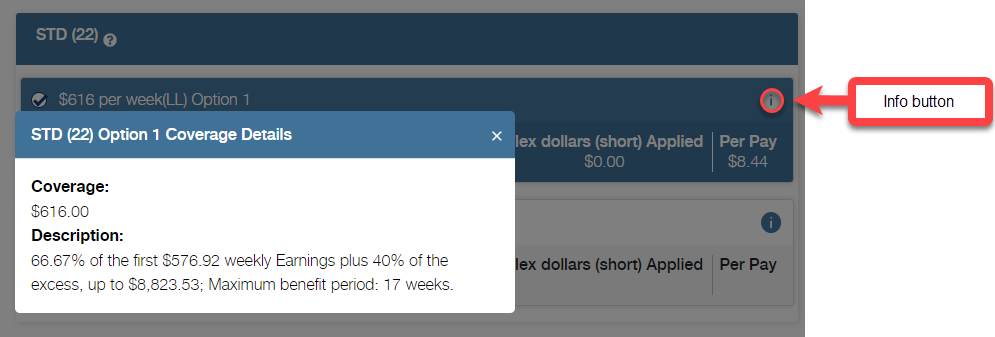 STD (22) ?
$616 per week(LL) Option 1
i
Info button
STD (22) Option 1 Coverage Details ×
lex dollars (short) Applied Per Pay
$0.00 $8.44
Coverage:
$616.00
Description:
66.67% of the first $576.92 weekly Earnings plus 40% of the
excess, up to $8,823.53; Maximum benefit period: 17 weeks.
i
lex dollars (short) Applied Per Pay